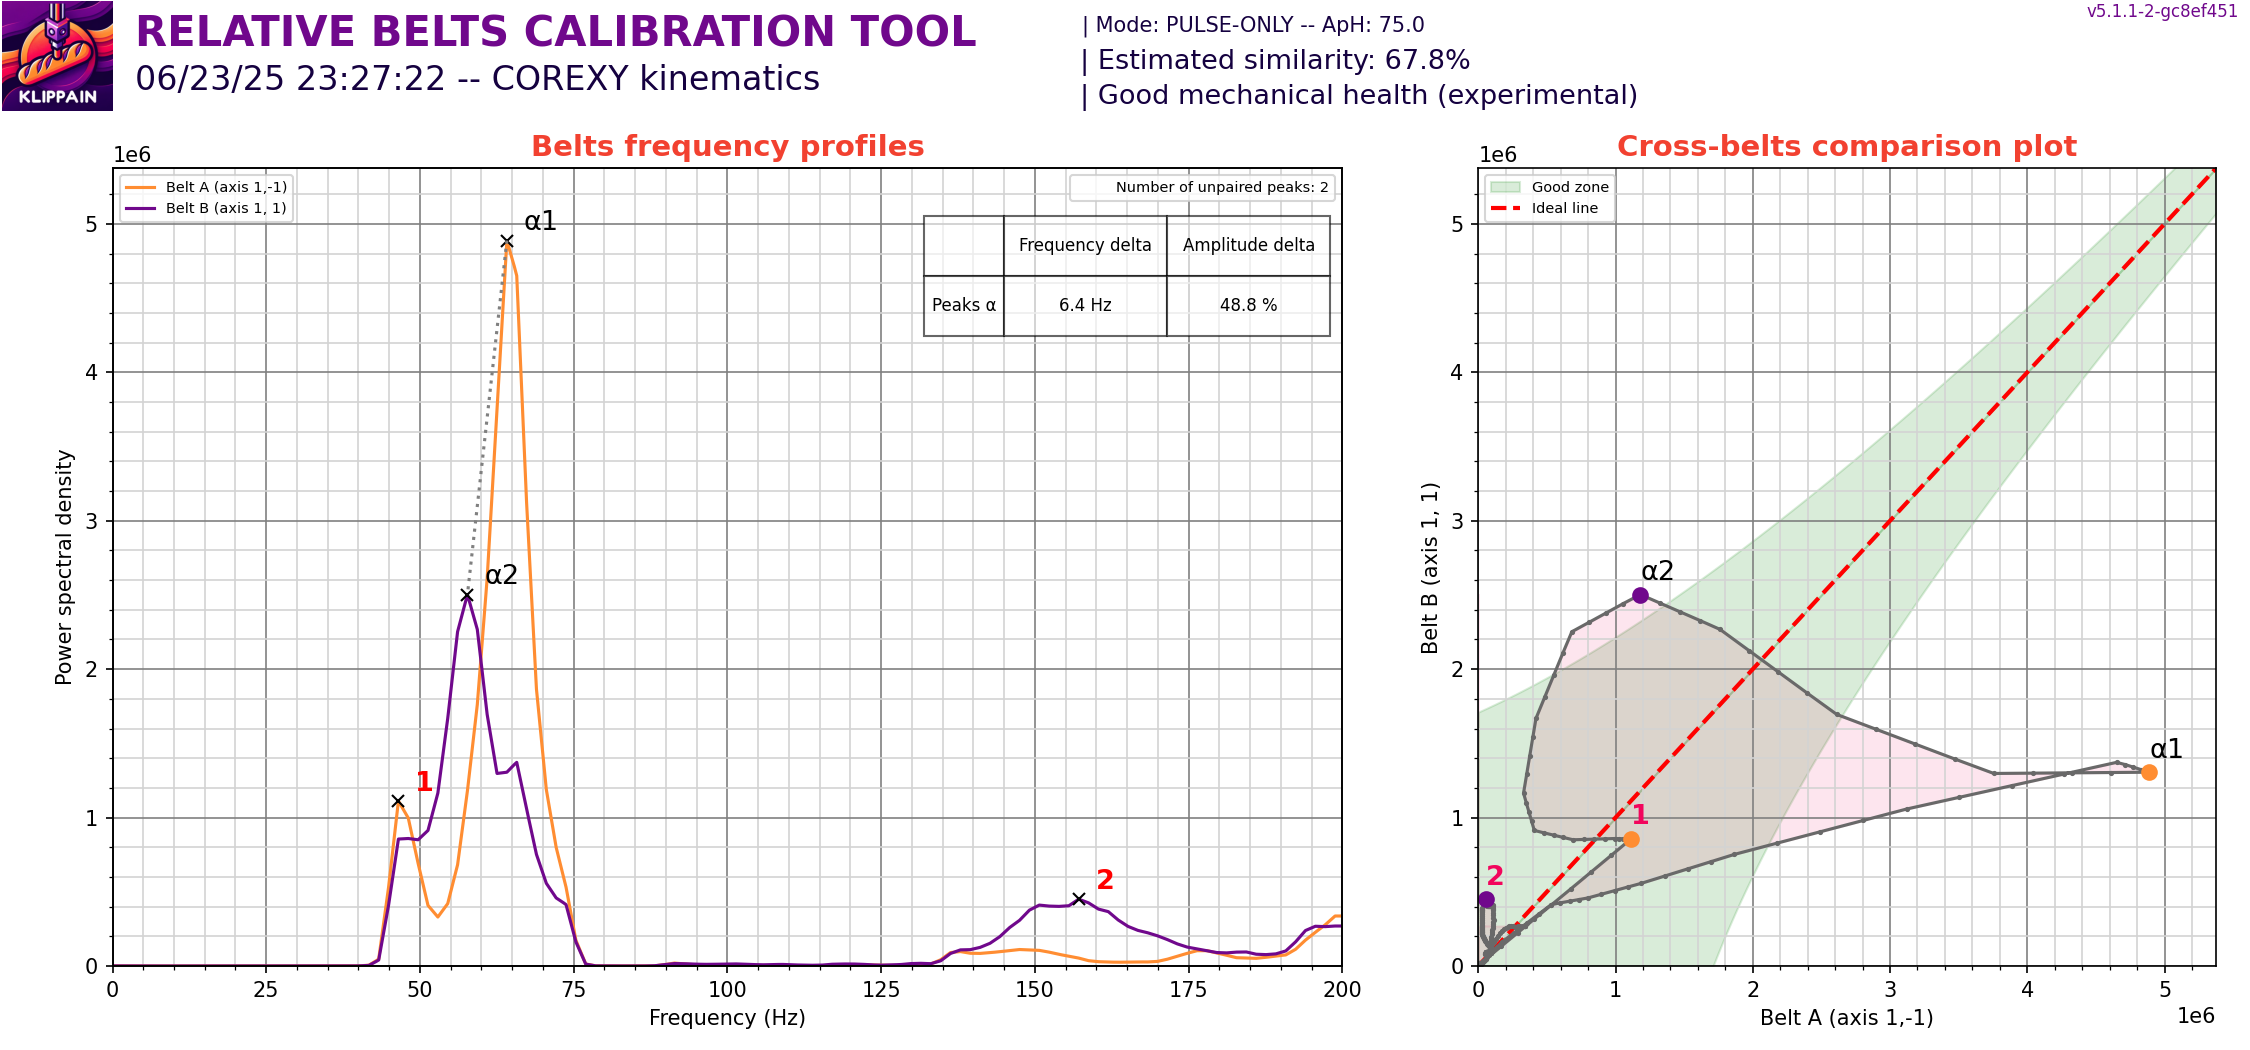 KLIPPAIN
RELATIVE BELTS CALIBRATION TOOL
06/23/25 23:27:22 -- COREXY kinematics
| Mode: PULSE-ONLY -- ApH: 75.0
| Estimated similarity: 67.8%
| Good mechanical health (experimental)
v5.1.1-2-gc8ef451
Belts frequency profiles
1e6
Belt A (axis 1,-1)
Belt B (axis 1, 1)
Number of unpaired peaks: 2
Frequency delta Amplitude delta
Peaks α 6.4 Hz 48.8 %
α1
α2
1
2
5
4
3
2
1
0
Power spectral density
0 25 50 75 100 125 150 175 200
Frequency (Hz)
Cross-belts comparison plot
1e6
Good zone
Ideal line
α2
α1
1
2
5
4
3
2
1
0
Belt B (axis 1, 1)
0 1 2 3 4 5
Belt A (axis 1,-1)
1e6